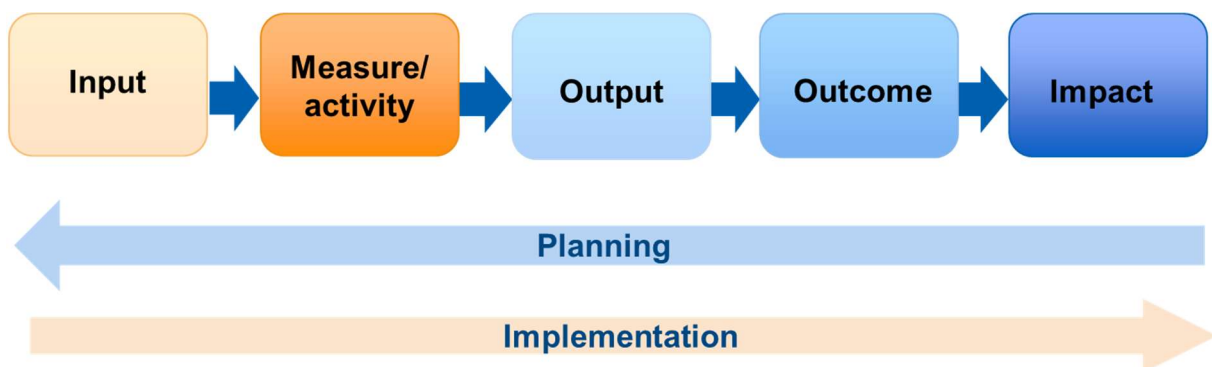 Input
Measure/
activity
Output
Outcome
Impact
Planning
Implementation